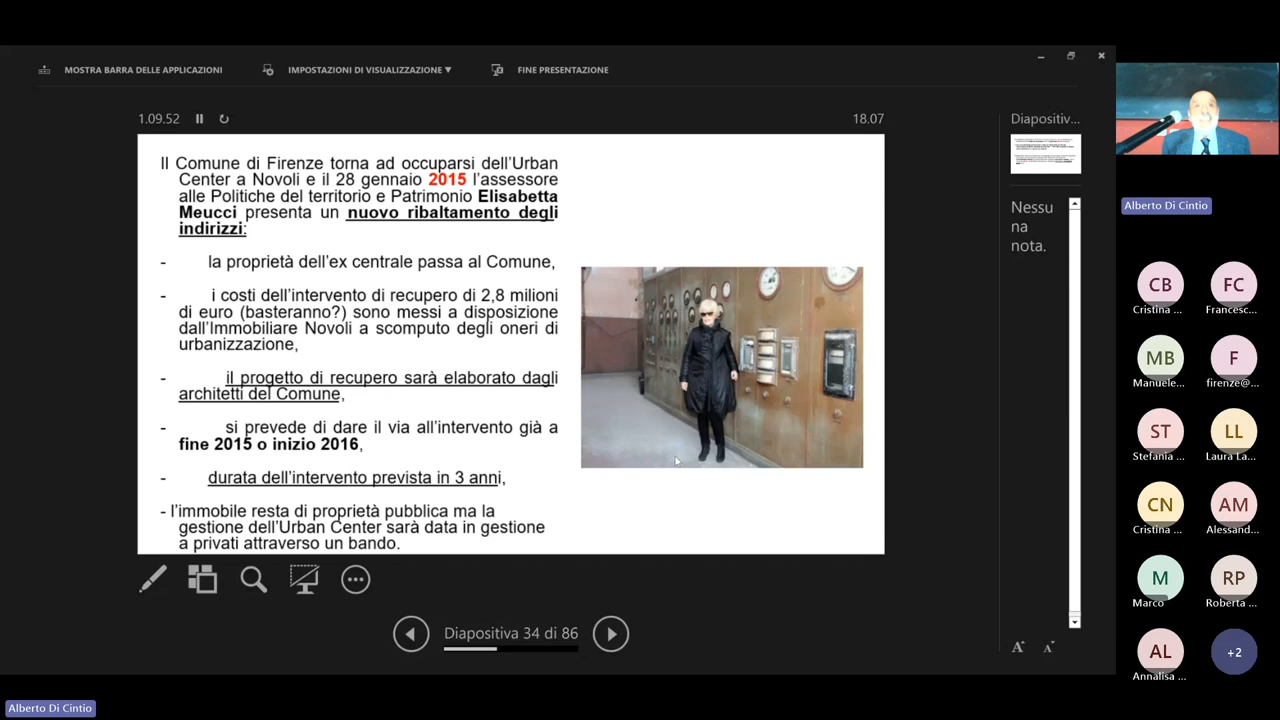 MOSTRA BARRA DELLE APPLICAZIONI
IMPOSTAZIONI DI VISUALIZZAZIONE ▼
FINE PRESENTAZIONE
1.09.52
18.07
Il Comune di Firenze torna ad occuparsi dell'Urban
Center a Novoli e il 28 gennaio 2015 l'assessore
alle Politiche del territorio e Patrimonio Elisabetta
Meucci presenta un nuovo ribaltamento degli
indirizzi:
- la proprietà dell'ex centrale passa al Comune,
- i costi dell'intervento di recupero di 2,8 milioni
di euro (basteranno?) sono messi a disposizione
dall'Immobiliare Novoli a scomputo degli oneri di
urbanizzazione,
- il progetto di recupero sarà elaborato dagli
architetti del Comune,
- si prevede di dare il via all'intervento già a
fine 2015 o inizio 2016,
- durata dell'intervento prevista in 3 anni,
- l'immobile resta di proprietà pubblica ma la
gestione dell'Urban Center sarà data in gestione
a privati attraverso un bando.
Diapositiva 34 di 86
Diapositiv...
Nessu
na
nota.
A A
Alberto Di Cintio
CB FC
Cristina ... Francesc...
MB F
Manuele... firenze@...
ST LL
Stefania ... Laura La...
CN AM
Cristina ... Alessand...
M RP
Marco Roberta ...
AL +2
Annalisa ...
Alberto Di Cintio